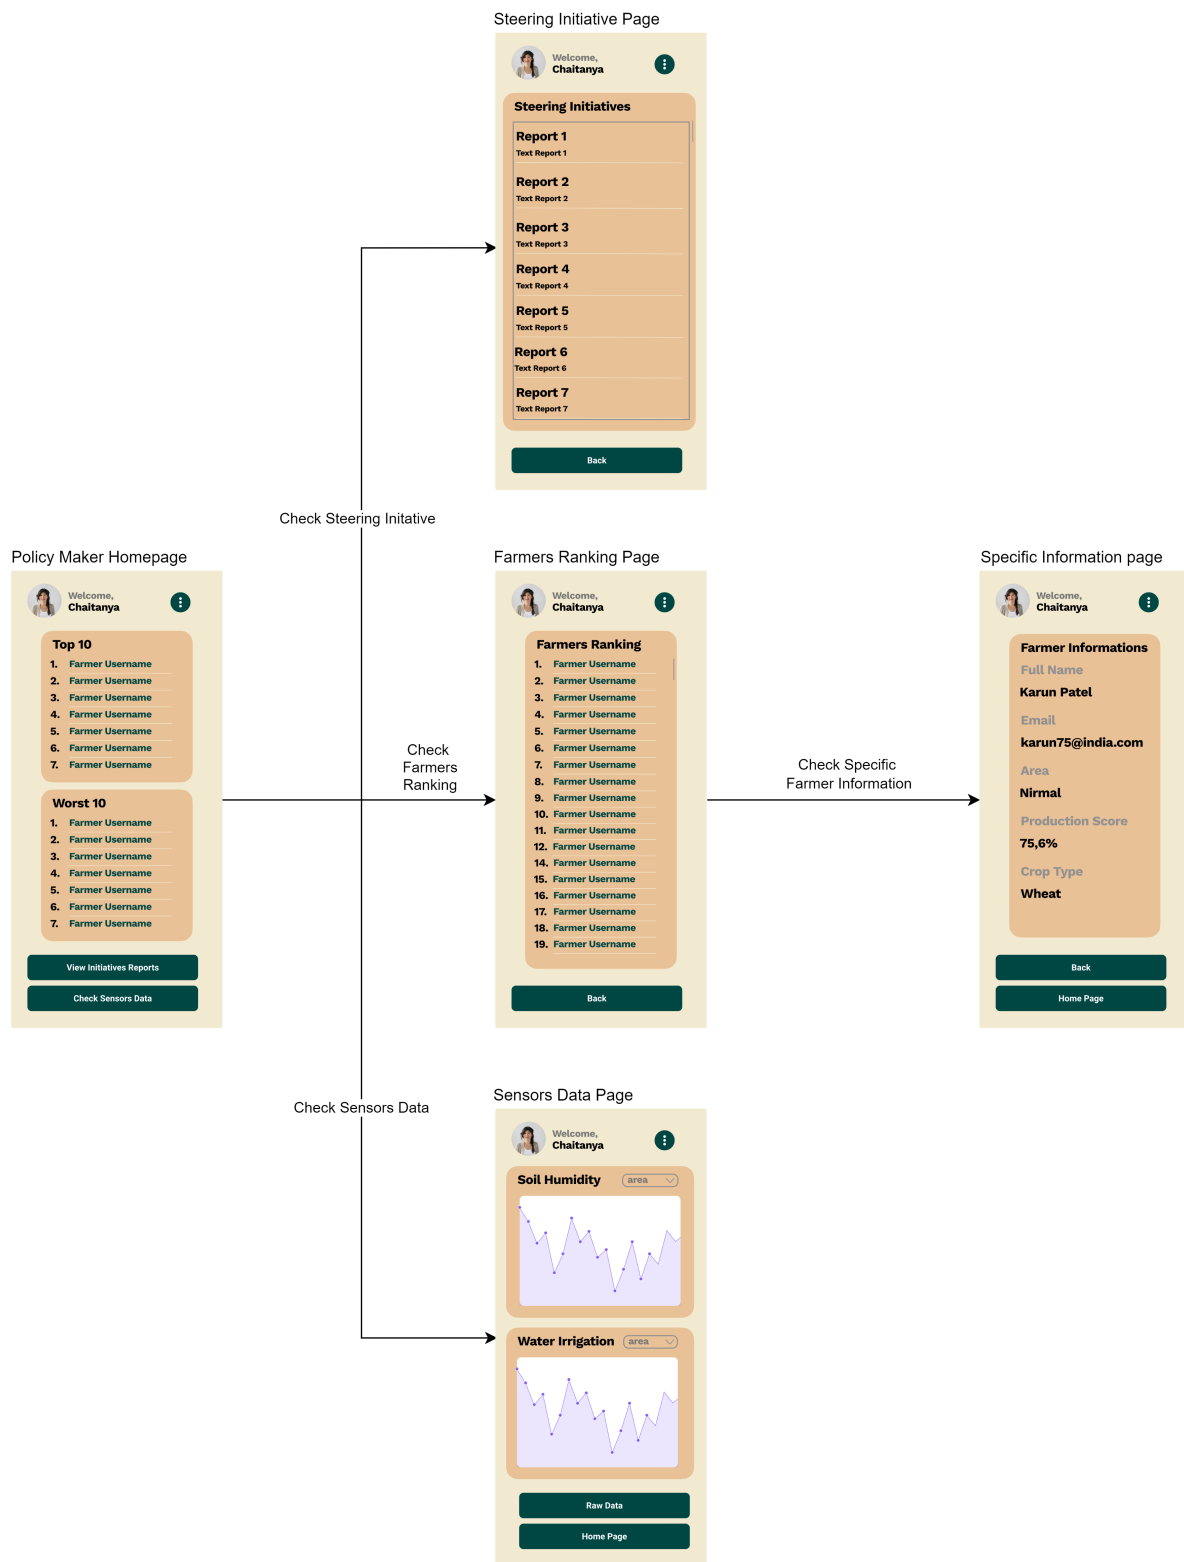 Steering Initiative Page
Welcome,
Chaitanya
Steering Initiatives
Report 1
Text Report 1
Report 2
Text Report 2
Report 3
Text Report 3
Report 4
Text Report 4
Report 5
Text Report 5
Report 6
Text Report 6
Report 7
Text Report 7
Back
Check Steering Initative
Policy Maker Homepage
Welcome,
Chaitanya
Top 10
1. Farmer Username
2. Farmer Username
3. Farmer Username
4. Farmer Username
5. Farmer Username
6. Farmer Username
7. Farmer Username
Worst 10
1. Farmer Username
2. Farmer Username
3. Farmer Username
4. Farmer Username
5. Farmer Username
6. Farmer Username
7. Farmer Username
View Initiatives Reports
Check Sensors Data
Check
Farmers
Ranking
Farmers Ranking Page
Welcome,
Chaitanya
Farmers Ranking
1. Farmer Username
2. Farmer Username
3. Farmer Username
4. Farmer Username
5. Farmer Username
6. Farmer Username
7. Farmer Username
8. Farmer Username
9. Farmer Username
10. Farmer Username
11. Farmer Username
12. Farmer Username
14. Farmer Username
15. Farmer Username
16. Farmer Username
17. Farmer Username
18. Farmer Username
19. Farmer Username
Back
Check Specific
Farmer Information
Specific Information page
Welcome,
Chaitanya
Farmer Informations
Full Name
Karun Patel
Email
karun75@india.com
Area
Nirmal
Production Score
75,6%
Crop Type
Wheat
Back
Home Page
Check Sensors Data
Sensors Data Page
Welcome,
Chaitanya
Soil Humidity area
Water Irrigation area
Raw Data
Home Page